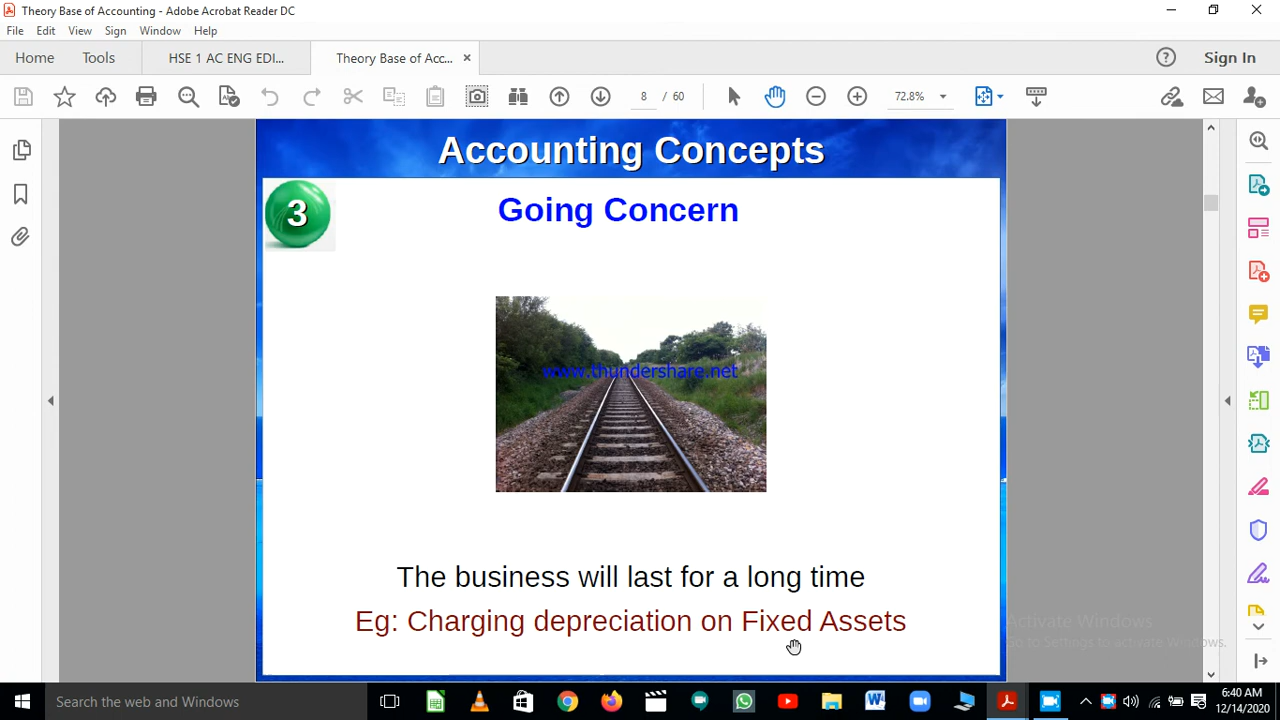 Theory Base of Accounting - Adobe Acrobat Reader DC
File Edit View Sign Window Help
Home Tools HSE 1 AC ENG EDI... Theory Base of Acc... × Sign In
8 / 60 72.8%
Accounting Concepts
3
Going Concern
www.thundershare.net
The business will last for a long time
Eg: Charging depreciation on Fixed Assets
Activate Windows
Go to Settings to activate Windows.
Search the web and Windows
6:40 AM
12/14/2020